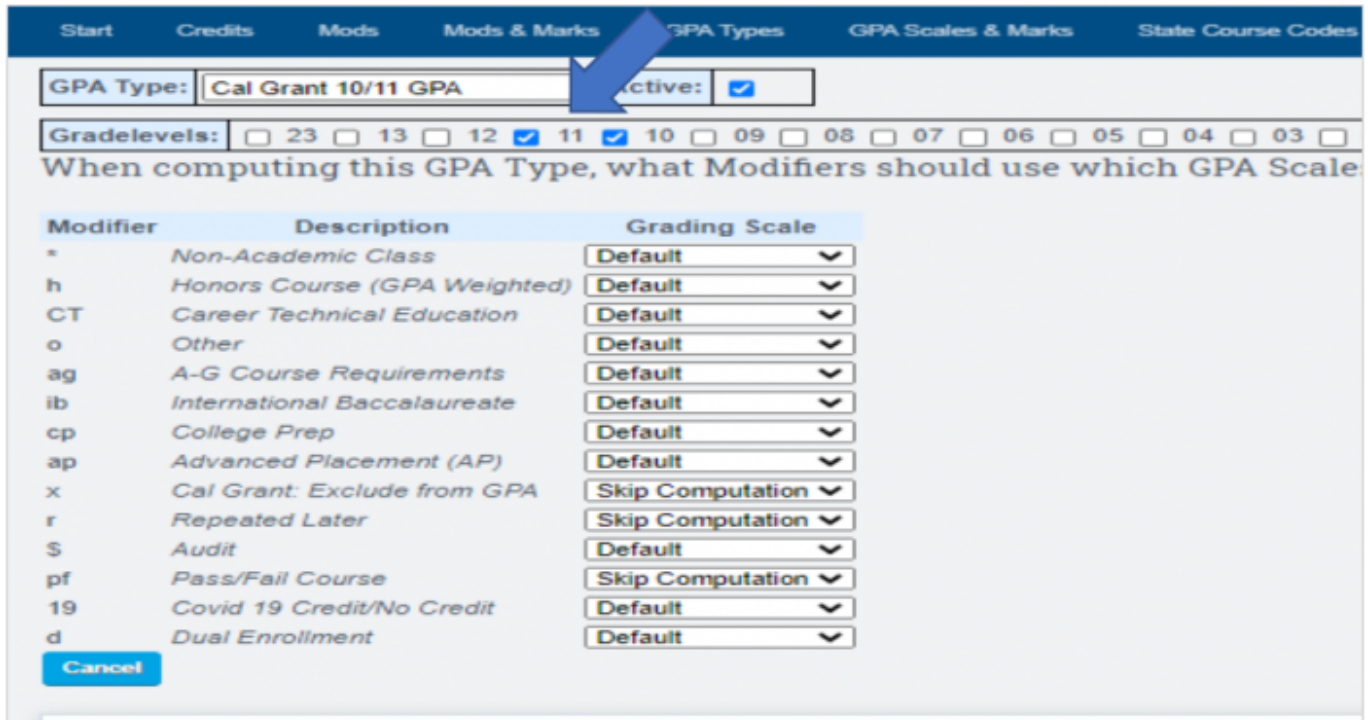 Start Credits Mods Mods & Marks GPA Types GPA Scales & Marks State Course Codes
GPA Type: Cal Grant 10/11 GPA Active:
Gradelevels: 23 13 12 11 10 09 08 07 06 05 04 03
When computing this GPA Type, what Modifiers should use which GPA Scale
Modifier Description Grading Scale
* Non-Academic Class Default
h Honors Course (GPA Weighted) Default
CT Career Technical Education Default
o Other Default
ag A-G Course Requirements Default
ib International Baccalaureate Default
cp College Prep Default
ap Advanced Placement (AP) Default
x Cal Grant: Exclude from GPA Skip Computation
r Repeated Later Skip Computation
$ Audit Default
pf Pass/Fail Course Skip Computation
19 Covid 19 Credit/No Credit Default
d Dual Enrollment Default
Cancel